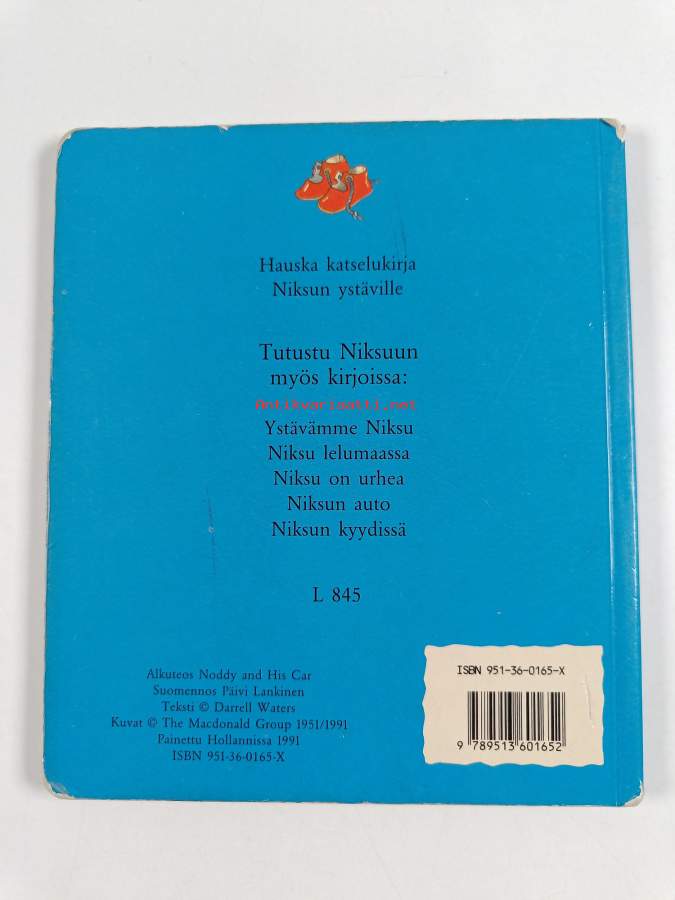 Hauska katselukirja
Niksun ystäville
Tutustu Niksuun
myös kirjoissa:
Antikvariaatti.net
Ystävämme Niksu
Niksu lelumaassa
Niksu on urhea
Niksun auto
Niksun kyydissä
L 845
Alkuteos Noddy and His Car
Suomennos Päivi Lankinen
Teksti © Darrell Waters
Kuvat © The Macdonald Group 1951/1991
Painettu Hollannissa 1991
ISBN 951-36-0165-X
ISBN 951-36-0165-X
9 789513 601652